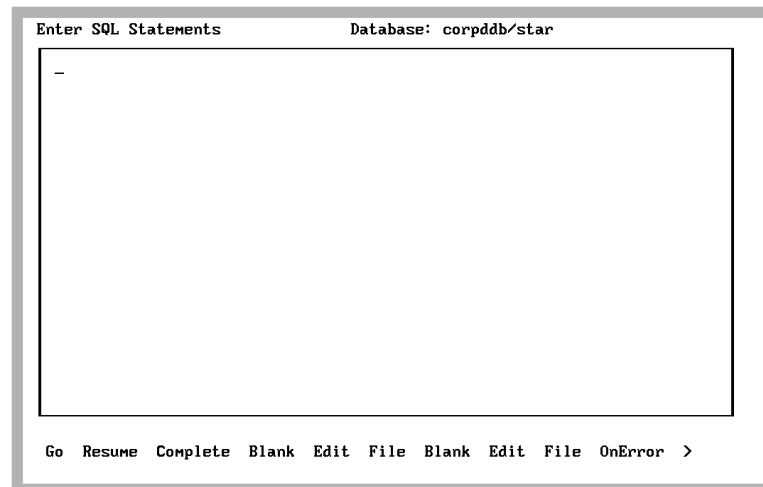 Enter SQL Statements Database: corpddb/star
_
Go Resume Complete Blank Edit File Blank Edit File OnError >